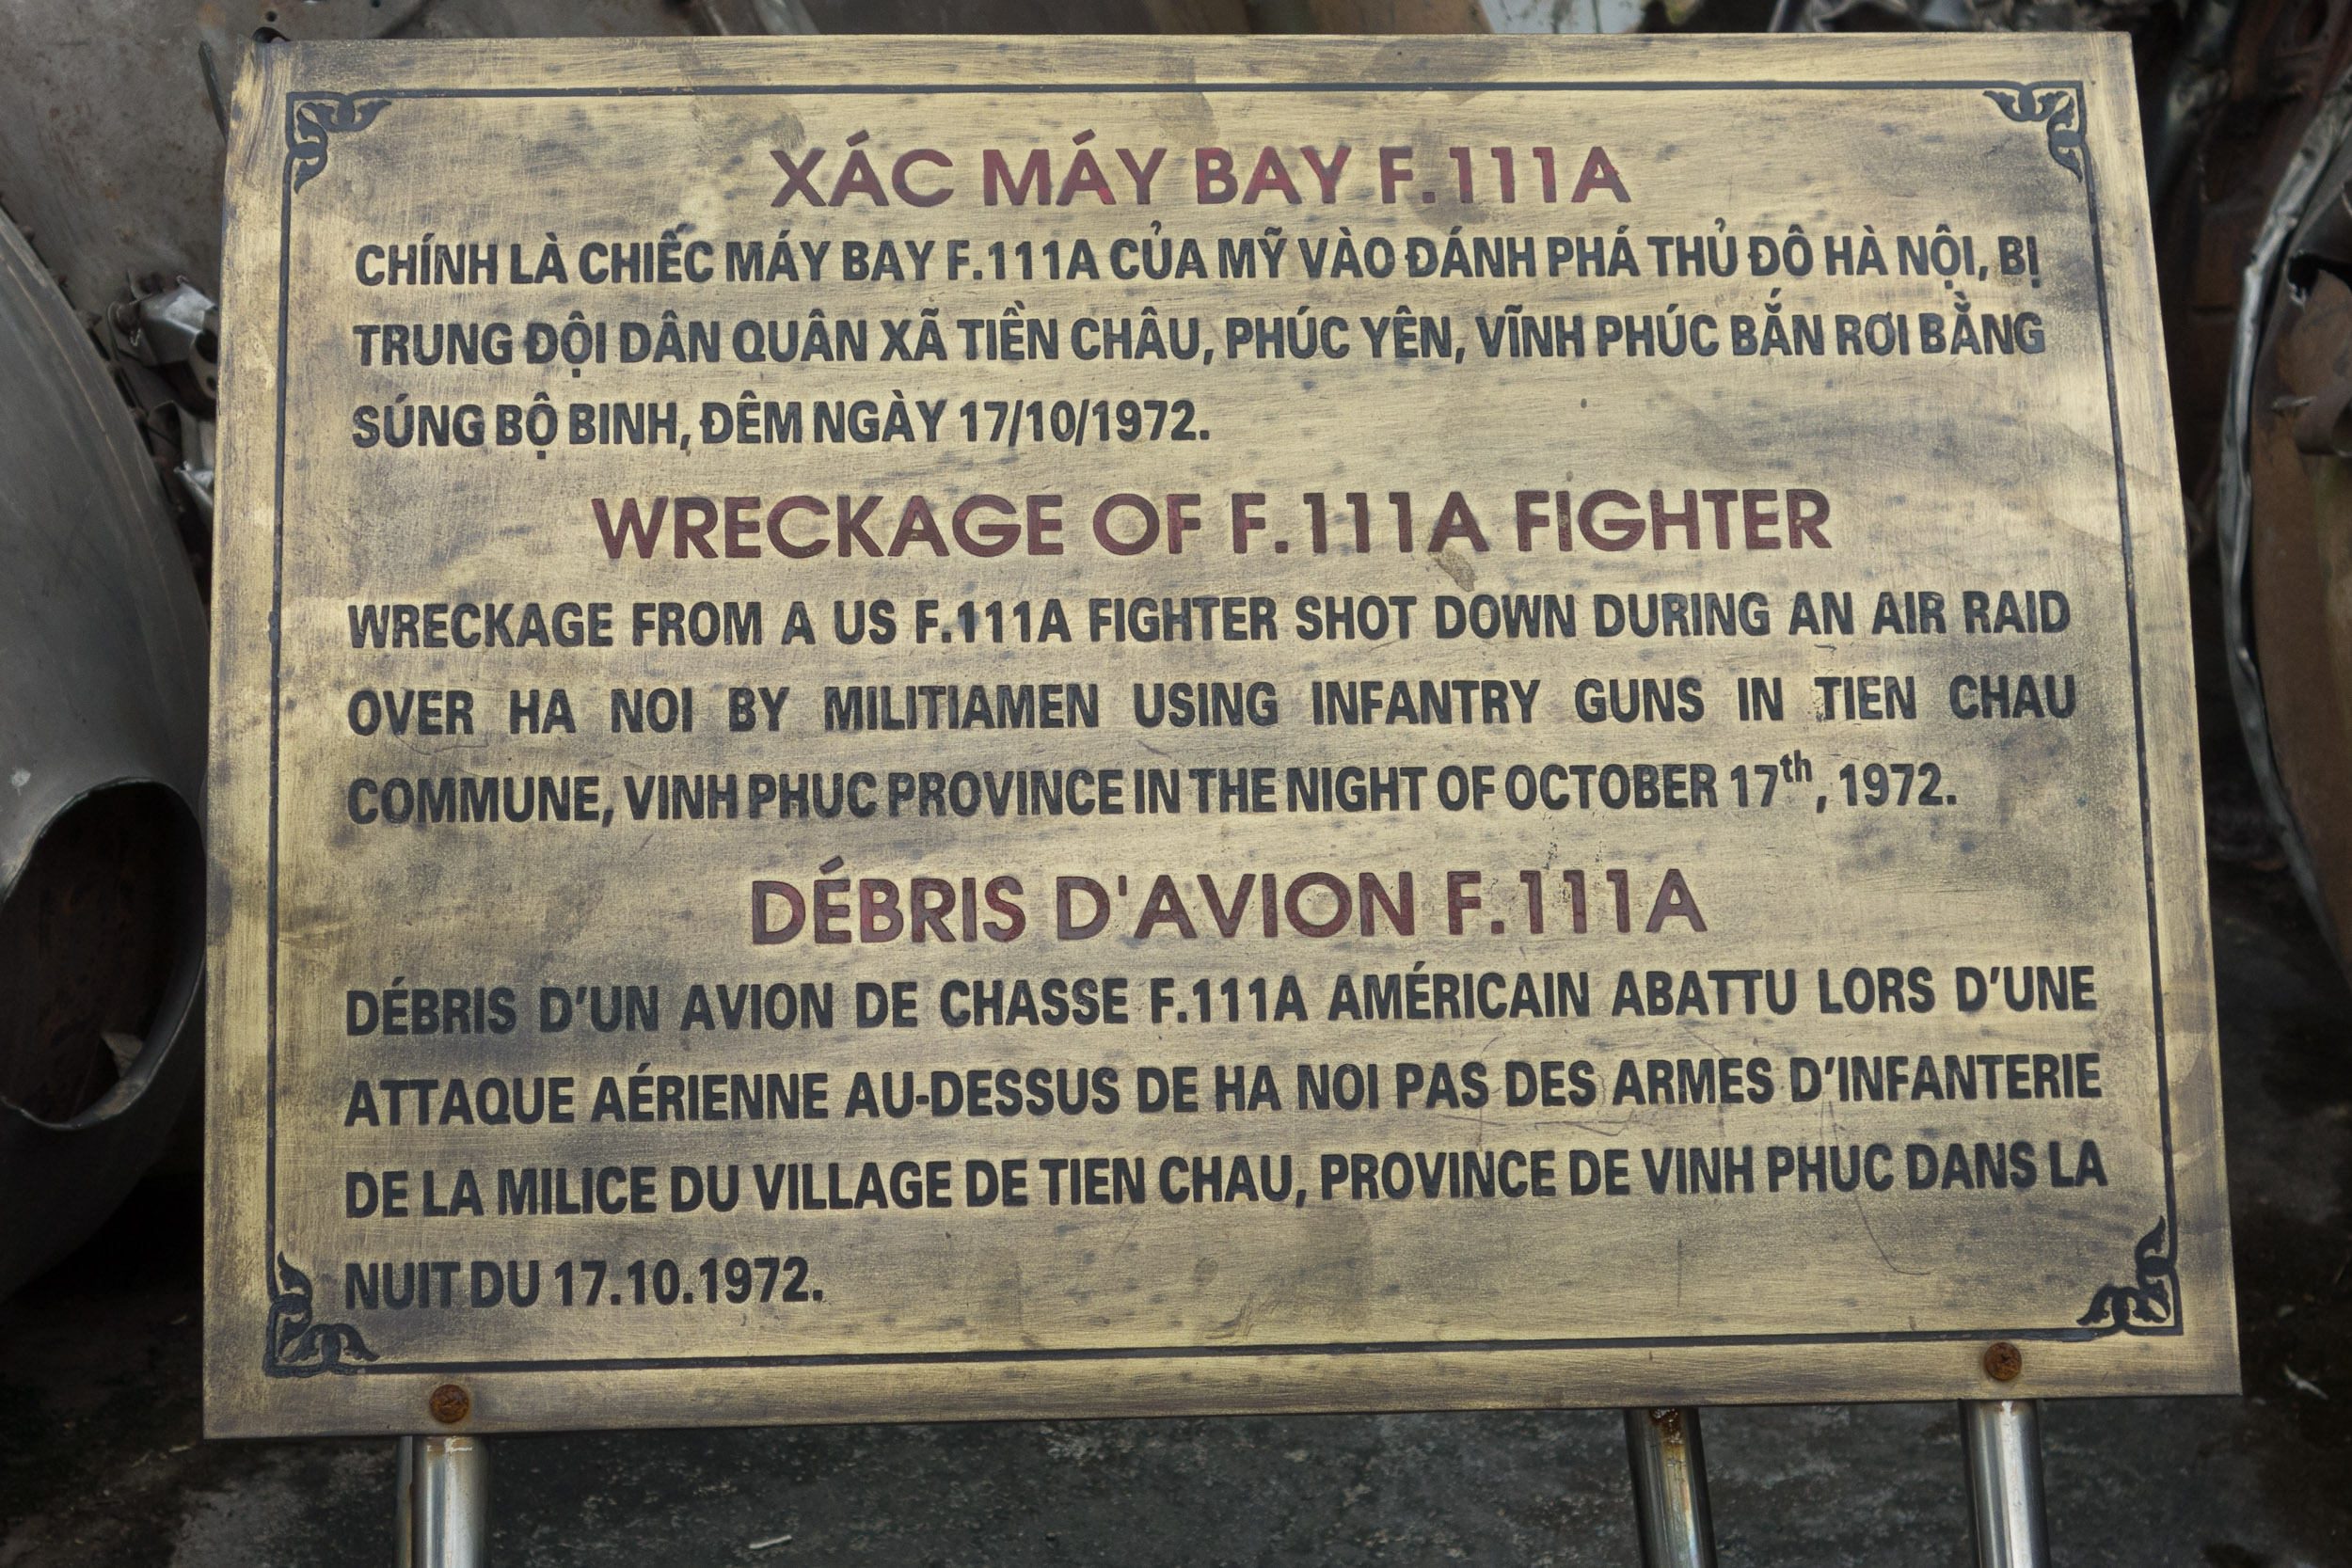 XÁC MÁY BAY F.111A
CHÍNH LÀ CHIẾC MÁY BAY F.111A CỦA MỸ VÀO ĐÁNH PHÁ THỦ ĐÔ HÀ NỘI, BỊ
TRUNG ĐỘI DÂN QUÂN XÃ TIỀN CHÂU, PHÚC YÊN, VĨNH PHÚC BẮN RƠI BẰNG
SÚNG BỘ BINH, ĐÊM NGÀY 17/10/1972.
WRECKAGE OF F.111A FIGHTER
WRECKAGE FROM A US F.111A FIGHTER SHOT DOWN DURING AN AIR RAID
OVER HA NOI BY MILITIAMEN USING INFANTRY GUNS IN TIEN CHAU
COMMUNE, VINH PHUC PROVINCE IN THE NIGHT OF OCTOBER 17th, 1972.
DÉBRIS D'AVION F.111A
DÉBRIS D'UN AVION DE CHASSE F.111A AMÉRICAIN ABATTU LORS D'UNE
ATTAQUE AÉRIENNE AU-DESSUS DE HA NOI PAS DES ARMES D'INFANTERIE
DE LA MILICE DU VILLAGE DE TIEN CHAU, PROVINCE DE VINH PHUC DANS LA
NUIT DU 17.10.1972.